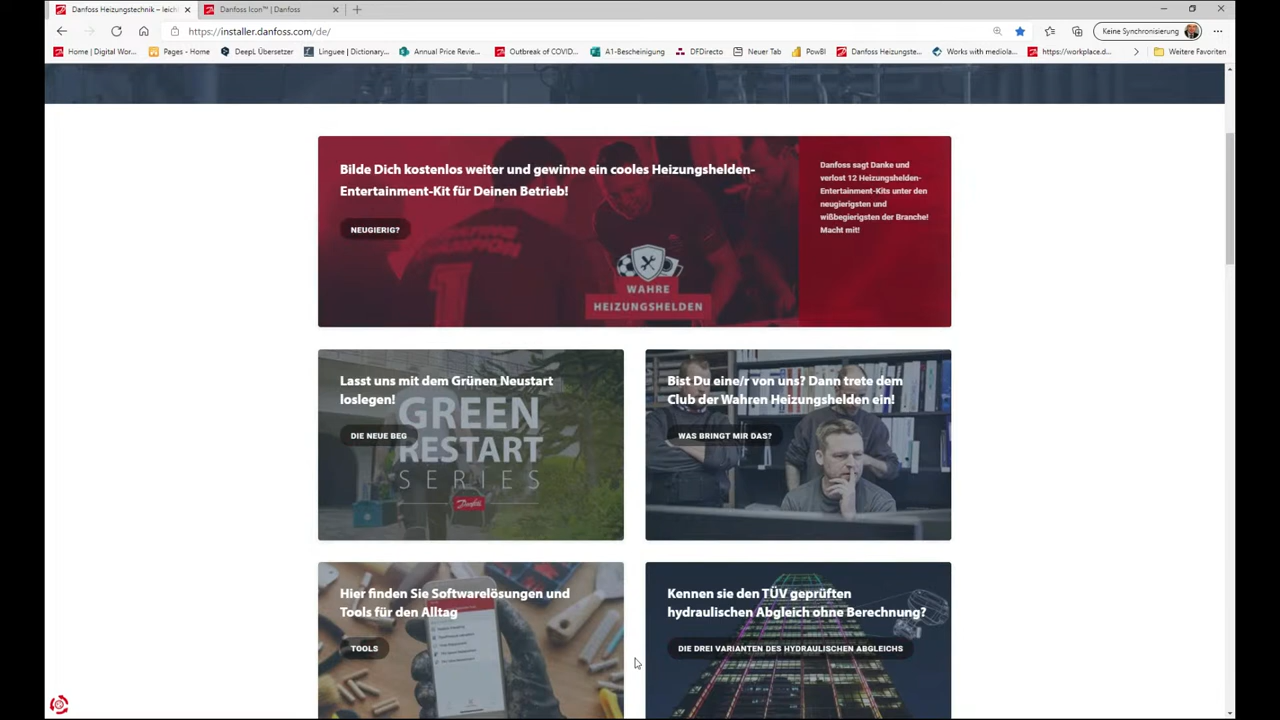 Danfoss Heizungstechnik – leich
Danfoss Icon™ | Danfoss
https://installer.danfoss.com/de/
Keine Synchronisierung
Home | Digital Wor...
Pages - Home
DeepL Übersetzer
Linguee | Dictionary...
Annual Price Revie...
Outbreak of COVID...
A1-Bescheinigung
DFDirecto
Neuer Tab
PowBI
Danfoss Heizungste...
Works with mediola...
https://workplace.d...
Weitere Favoriten
Bilde Dich kostenlos weiter und gewinne ein cooles Heizungshelden-
Entertainment-Kit für Deinen Betrieb!
NEUGIERIG?
WAHRE
HEIZUNGSHELDEN
Danfoss sagt Danke und
verlost 12 Heizungshelden-
Entertainment-Kits unter den
neugierigsten und
wißbegierigsten der Branche!
Macht mit!
Lasst uns mit dem Grünen Neustart
loslegen!
DIE NEUE BEG
GREEN
RESTART
SERIES
Danfoss
Bist Du eine/r von uns? Dann trete dem
Club der Wahren Heizungshelden ein!
WAS BRINGT MIR DAS?
Hier finden Sie Softwarelösungen und
Tools für den Alltag
TOOLS
Kennen sie den TÜV geprüften
hydraulischen Abgleich ohne Berechnung?
DIE DREI VARIANTEN DES HYDRAULISCHEN ABGLEICHS